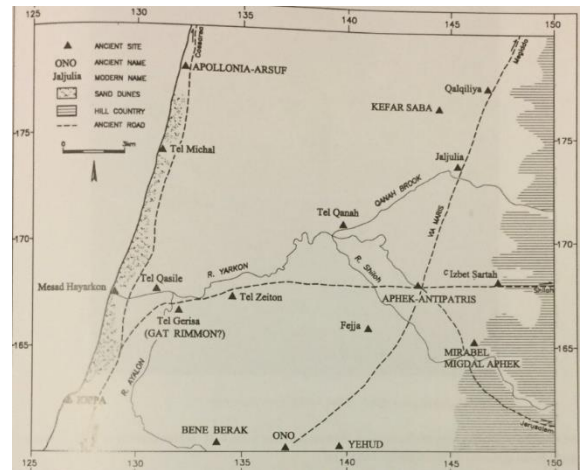 125
130
135
140
145
150
ANCIENT SITE
ONO ANCIENT NAME
Jaljulia MODERN NAME
SAND DUNES
HILL COUNTRY
ANCIENT ROAD
0 3km
Caesarea
Megiddo
APOLLONIA-ARSUF
Qalqiliya
KEFAR SABA
175
175
Tel Michal
Jaljulia
QANAH BROOK
Tel Qanah
VIA MARIS
170
170
R. YARKON
R. Shiloh
Mesad Hayarkon
Tel Qasile
Tel Zeiton
APHEK-ANTIPATRIS
ᶜIzbet Sartah
Shiloh
Tel Gerisa
(GAT RIMMON?)
Fejja
MIRABEL
MIGDAL APHEK
165
165
R. AYALON
JOPPA
Jerusalem
BENE BERAK
ONO
YEHUD
125
130
135
140
145
150